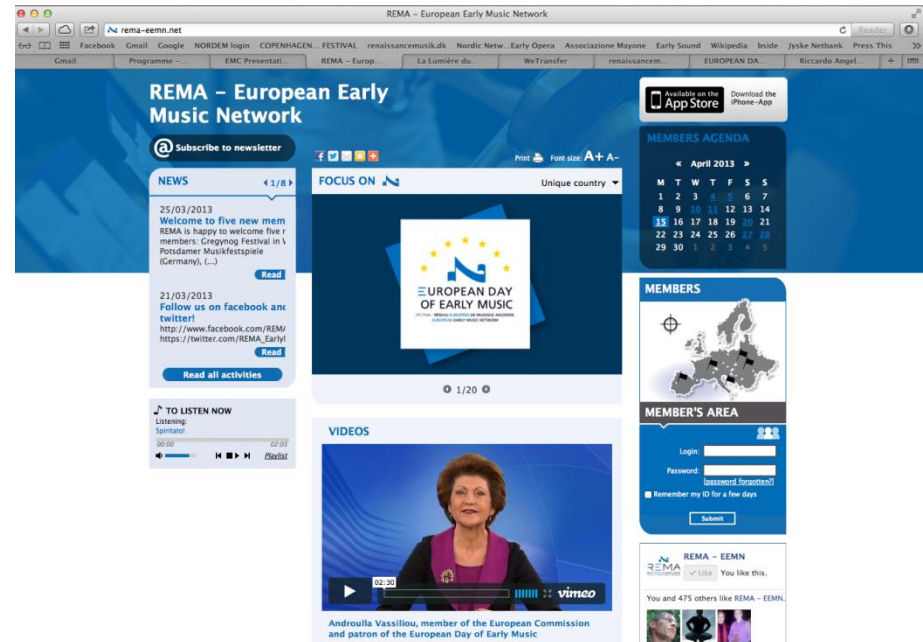 REMA – European Early Music Network
rema-eemn.net
Reader
Facebook Gmail Google NORDEM login COPENHAGEN... FESTIVAL renaissancemusik.dk Nordic Netw...Early Opera Associazione Mayone Early Sound Wikipedia bside Jyske Netbank Press This
Gmail Programme –... EMC Presentati... REMA – Europ... La Lumière du... WeTransfer renaissancem... EUROPEAN DA... Riccardo Angel...
REMA – European Early
Music Network
@ Subscribe to newsletter
Print Font size: A+ A-
NEWS 1/8
25/03/2013
Welcome to five new mem
REMA is happy to welcome five r
members: Gregynog Festival in
Potsdamer Musikfestspiele
(Germany), (...)
Read
21/03/2013
Follow us on facebook and
twitter!
http://www.facebook.com/REMA
https://twitter.com/REMA_Early
Read
Read all activities
TO LISTEN NOW
Listening:
Spiritato!
00:00 02:05
Playlist
FOCUS ON Unique country
EUROPEAN DAY
OF EARLY MUSIC
1/20
VIDEOS
02:30
vimeo
Androulla Vassiliou, member of the European Commission
and patron of the European Day of Early Music
Available on the
App Store
Download the
iPhone-App
MEMBERS AGENDA
« April 2013 »
M T W T F S S
1 2 3 4 5 6 7
8 9 10 11 12 13 14
15 16 17 18 19 20 21
22 23 24 25 26 27 28
29 30 1 2 3 4 5
MEMBERS
MEMBER'S AREA
Login:
Password:
[password forgotten?]
Remember my ID for a few days
Submit
REMA
REMA – EEMN
Like You like this.
You and 475 others like REMA – EEMN.